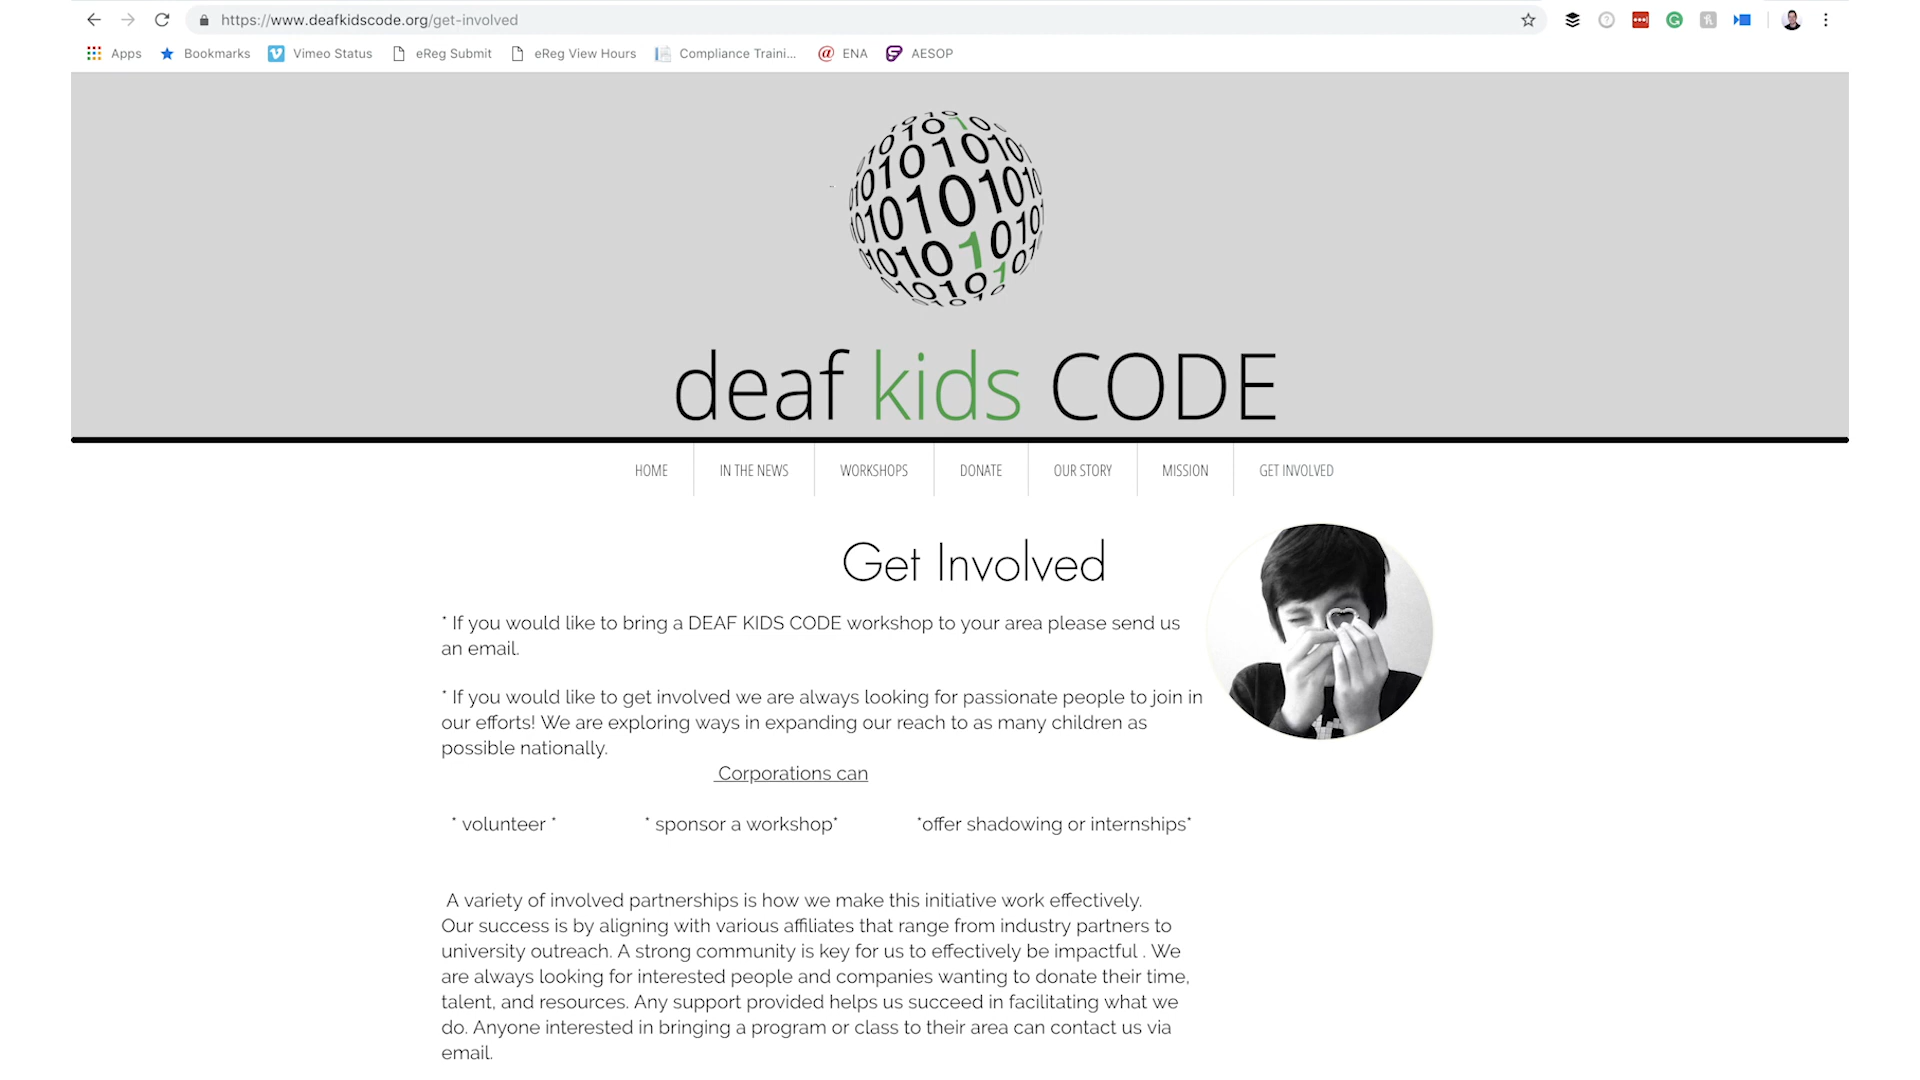 https://www.deafkidscode.org/get-involved
Apps Bookmarks Vimeo Status eReg Submit eReg View Hours Compliance Traini... ENA AESOP
deaf kids CODE
HOME IN THE NEWS WORKSHOPS DONATE OUR STORY MISSION GET INVOLVED
Get Involved
* If you would like to bring a DEAF KIDS CODE workshop to your area please send us
an email.
* If you would like to get involved we are always looking for passionate people to join in
our efforts! We are exploring ways in expanding our reach to as many children as
possible nationally.
Corporations can
* volunteer * * sponsor a workshop* *offer shadowing or internships*
A variety of involved partnerships is how we make this initiative work effectively.
Our success is by aligning with various affiliates that range from industry partners to
university outreach. A strong community is key for us to effectively be impactful . We
are always looking for interested people and companies wanting to donate their time,
talent, and resources. Any support provided helps us succeed in facilitating what we
do. Anyone interested in bringing a program or class to their area can contact us via
email.